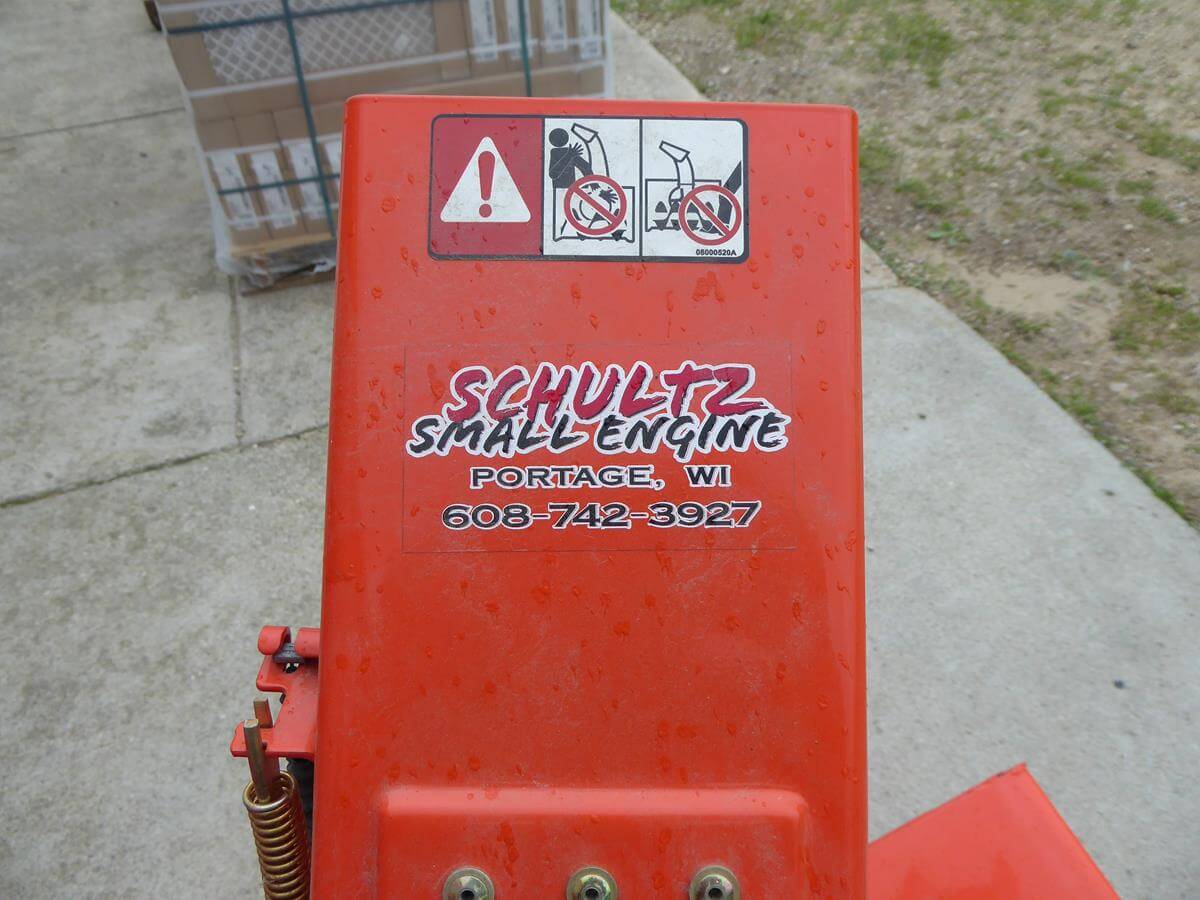 08000520A
SCHULTZ
SMALL ENGINE
PORTAGE, WI
608-742-3927